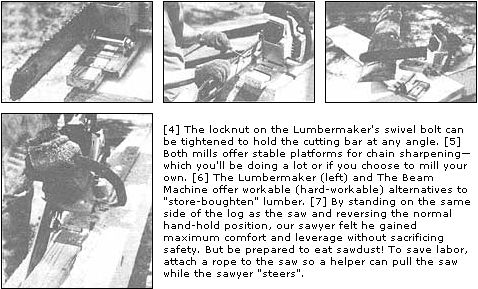 [4] The locknut on the Lumbermaker's swivel bolt can
be tightened to hold the cutting bar at any angle. [5]
Both mills offer stable platforms for chain sharpening—
which you'll be doing a lot or if you choose to mill your
own. [6] The Lumbermaker (left) and The Beam
Machine offer workable (hard-workable) alternatives to
"store-boughten" lumber. [7] By standing on the same
side of the log as the saw and reversing the normal
hand-hold position, our sawyer felt he gained
maximum comfort and leverage without sacrificing
safety. But be prepared to eat sawdust! To save labor,
attach a rope to the saw so a helper can pull the saw
while the sawyer "steers".